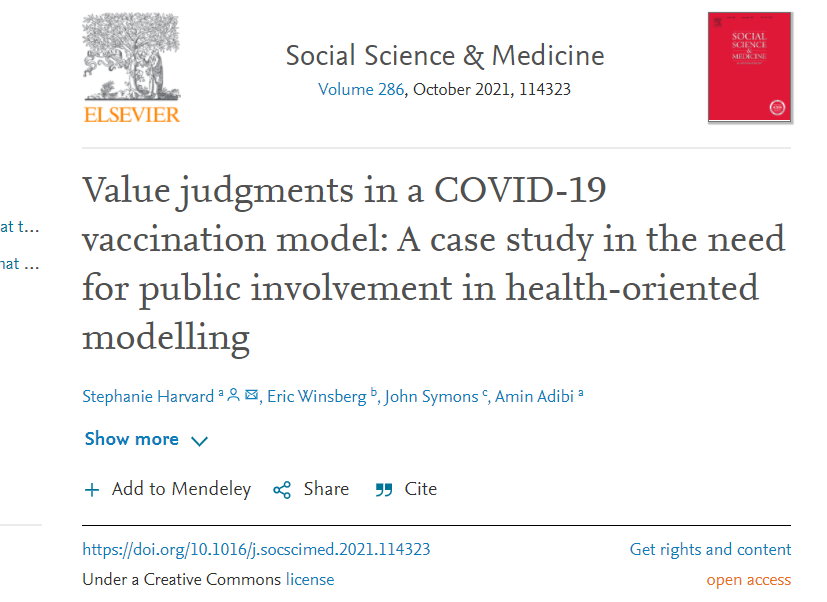 ELSEVIER
Social Science & Medicine
Volume 286, October 2021, 114323
SOCIAL
SCIENCE
&
MEDICINE
Value judgments in a COVID-19
at t...
vaccination model: A case study in the need
hat ...
for public involvement in health-oriented
modelling
Stephanie Harvard a, Eric Winsberg b, John Symons c, Amin Adibi a
Show more
Add to Mendeley Share Cite
https://doi.org/10.1016/j.socscimed.2021.114323 Get rights and content
Under a Creative Commons license open access